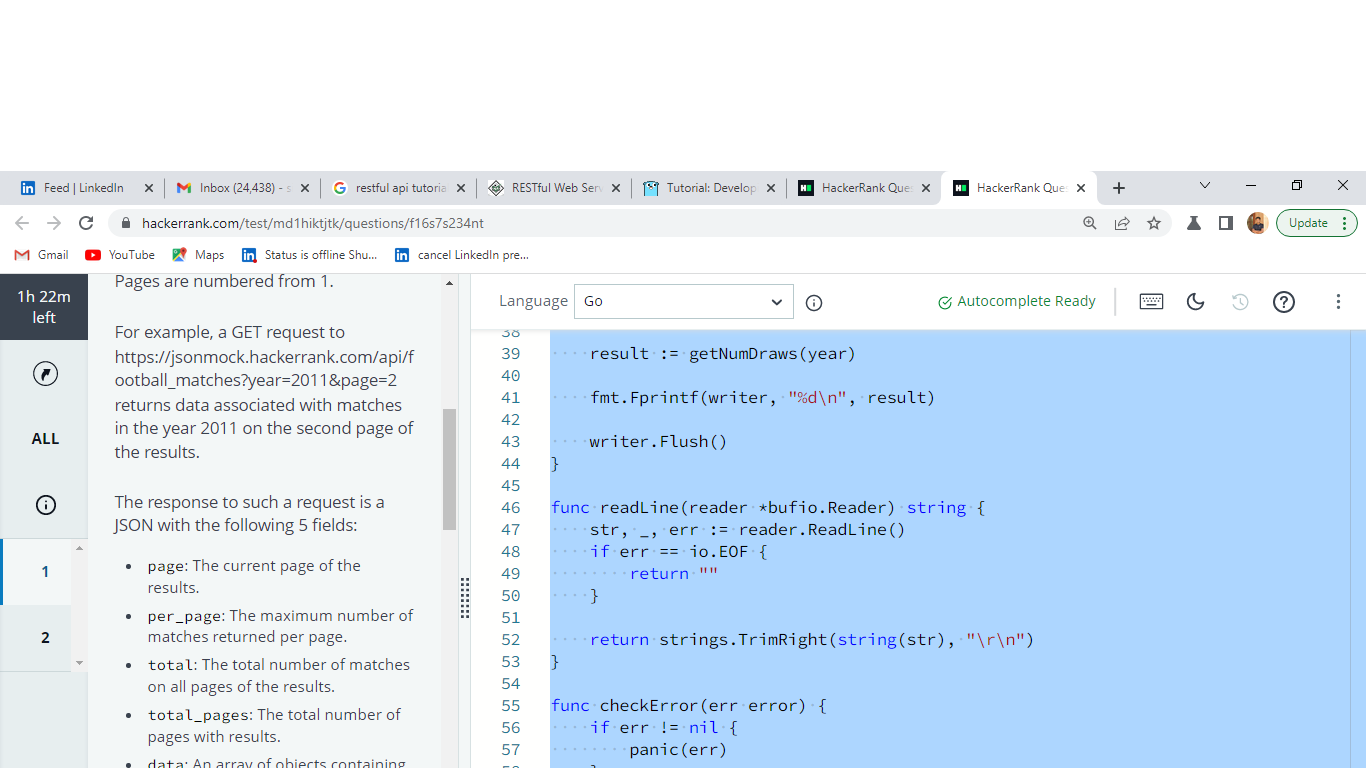 Feed | LinkedIn
Inbox (24,438) - s
restful api tutoria
RESTful Web Serv
Tutorial: Develop
HackerRank Ques
HackerRank Ques
hackerrank.com/test/md1hiktjtk/questions/f16s7s234nt
Update
Gmail
YouTube
Maps
Status is offline Shu...
cancel LinkedIn pre...
1h 22m
left
ALL
1
2
Pages are numbered from 1.
For example, a GET request to
https://jsonmock.hackerrank.com/api/f
ootball_matches?year=2011&page=2
returns data associated with matches
in the year 2011 on the second page of
the results.
The response to such a request is a
JSON with the following 5 fields:
• page: The current page of the
results.
• per_page: The maximum number of
matches returned per page.
• total: The total number of matches
on all pages of the results.
• total_pages: The total number of
pages with results.
• data: An array of objects containing
Language Go
Autocomplete Ready
38
39     result := getNumDraws(year)
40
41     fmt.Fprintf(writer, "%d\n", result)
42
43     writer.Flush()
44 }
45
46 func readLine(reader *bufio.Reader) string {
47     str, _, err := reader.ReadLine()
48     if err == io.EOF {
49         return ""
50     }
51
52     return strings.TrimRight(string(str), "\r\n")
53 }
54
55 func checkError(err error) {
56     if err != nil {
57         panic(err)